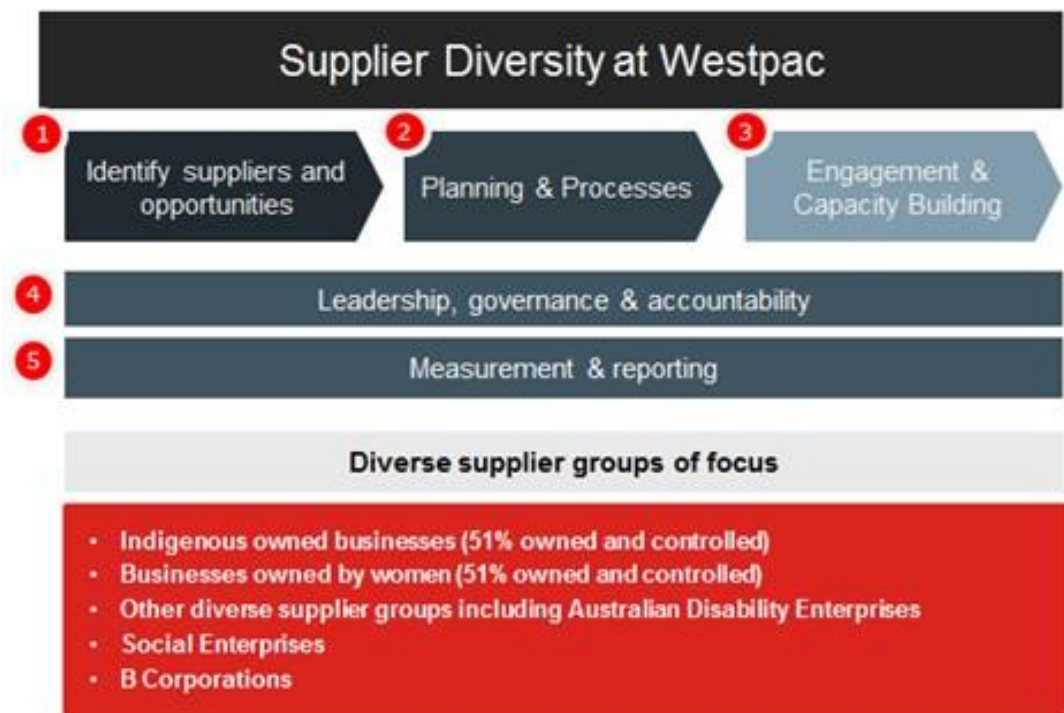 Supplier Diversity at Westpac
1
Identify suppliers and
opportunities
2
Planning & Processes
3
Engagement &
Capacity Building
4
Leadership, governance & accountability
5
Measurement & reporting
Diverse supplier groups of focus
• Indigenous owned businesses (51% owned and controlled)
• Businesses owned by women (51% owned and controlled)
• Other diverse supplier groups including Australian Disability Enterprises
• Social Enterprises
• B Corporations